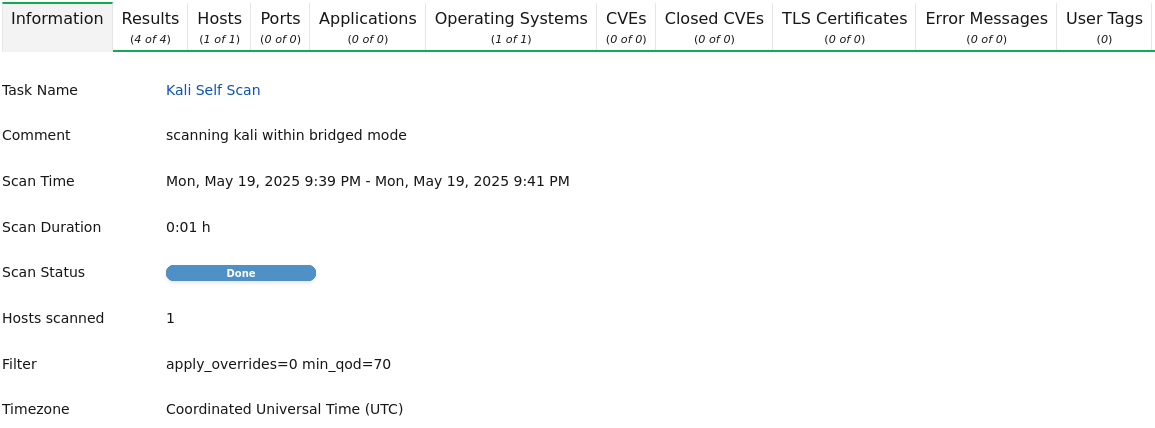 Information Results Hosts Ports Applications Operating Systems CVEs Closed CVEs TLS Certificates Error Messages User Tags
(4 of 4) (1 of 1) (0 of 0) (0 of 0) (1 of 1) (0 of 0) (0 of 0) (0 of 0) (0 of 0) (0)
Task Name Kali Self Scan
Comment scanning kali within bridged mode
Scan Time Mon, May 19, 2025 9:39 PM - Mon, May 19, 2025 9:41 PM
Scan Duration 0:01 h
Scan Status Done
Hosts scanned 1
Filter apply_overrides=0 min_qod=70
Timezone Coordinated Universal Time (UTC)